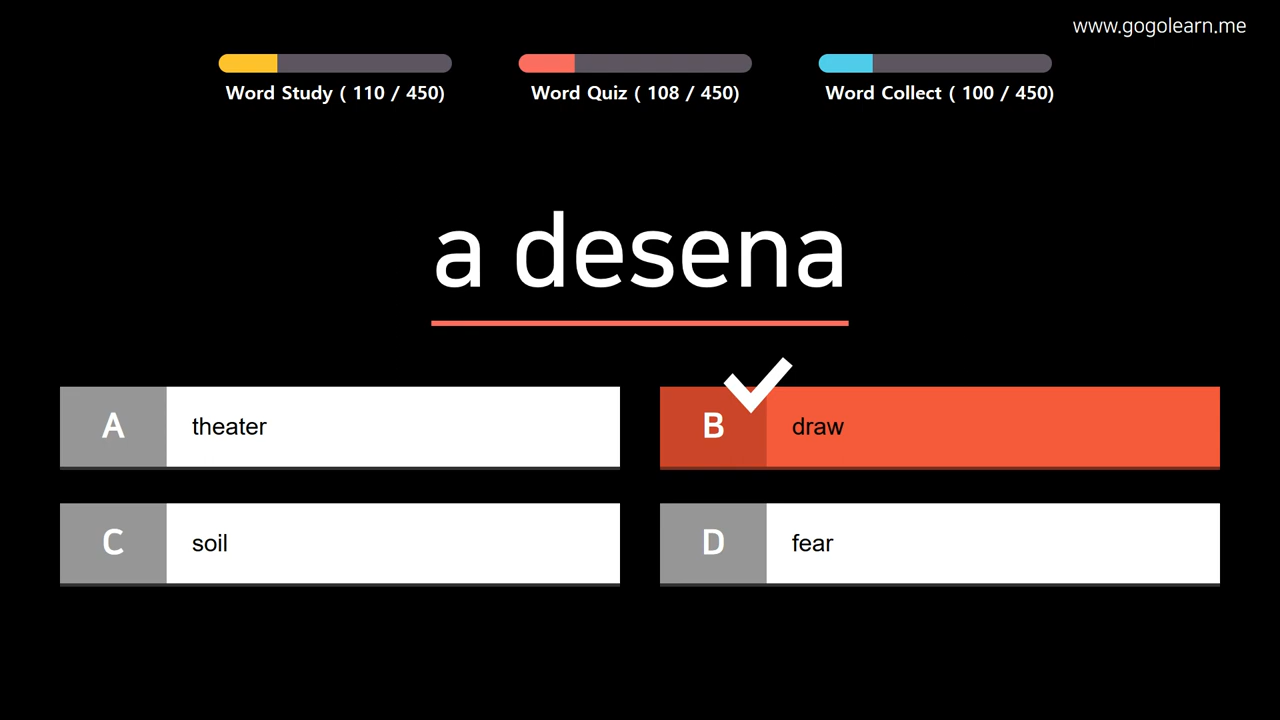 www.gogolearn.me
Word Study ( 110 / 450)
Word Quiz ( 108 / 450)
Word Collect ( 100 / 450)
a desena
A theater
B draw
C soil
D fear